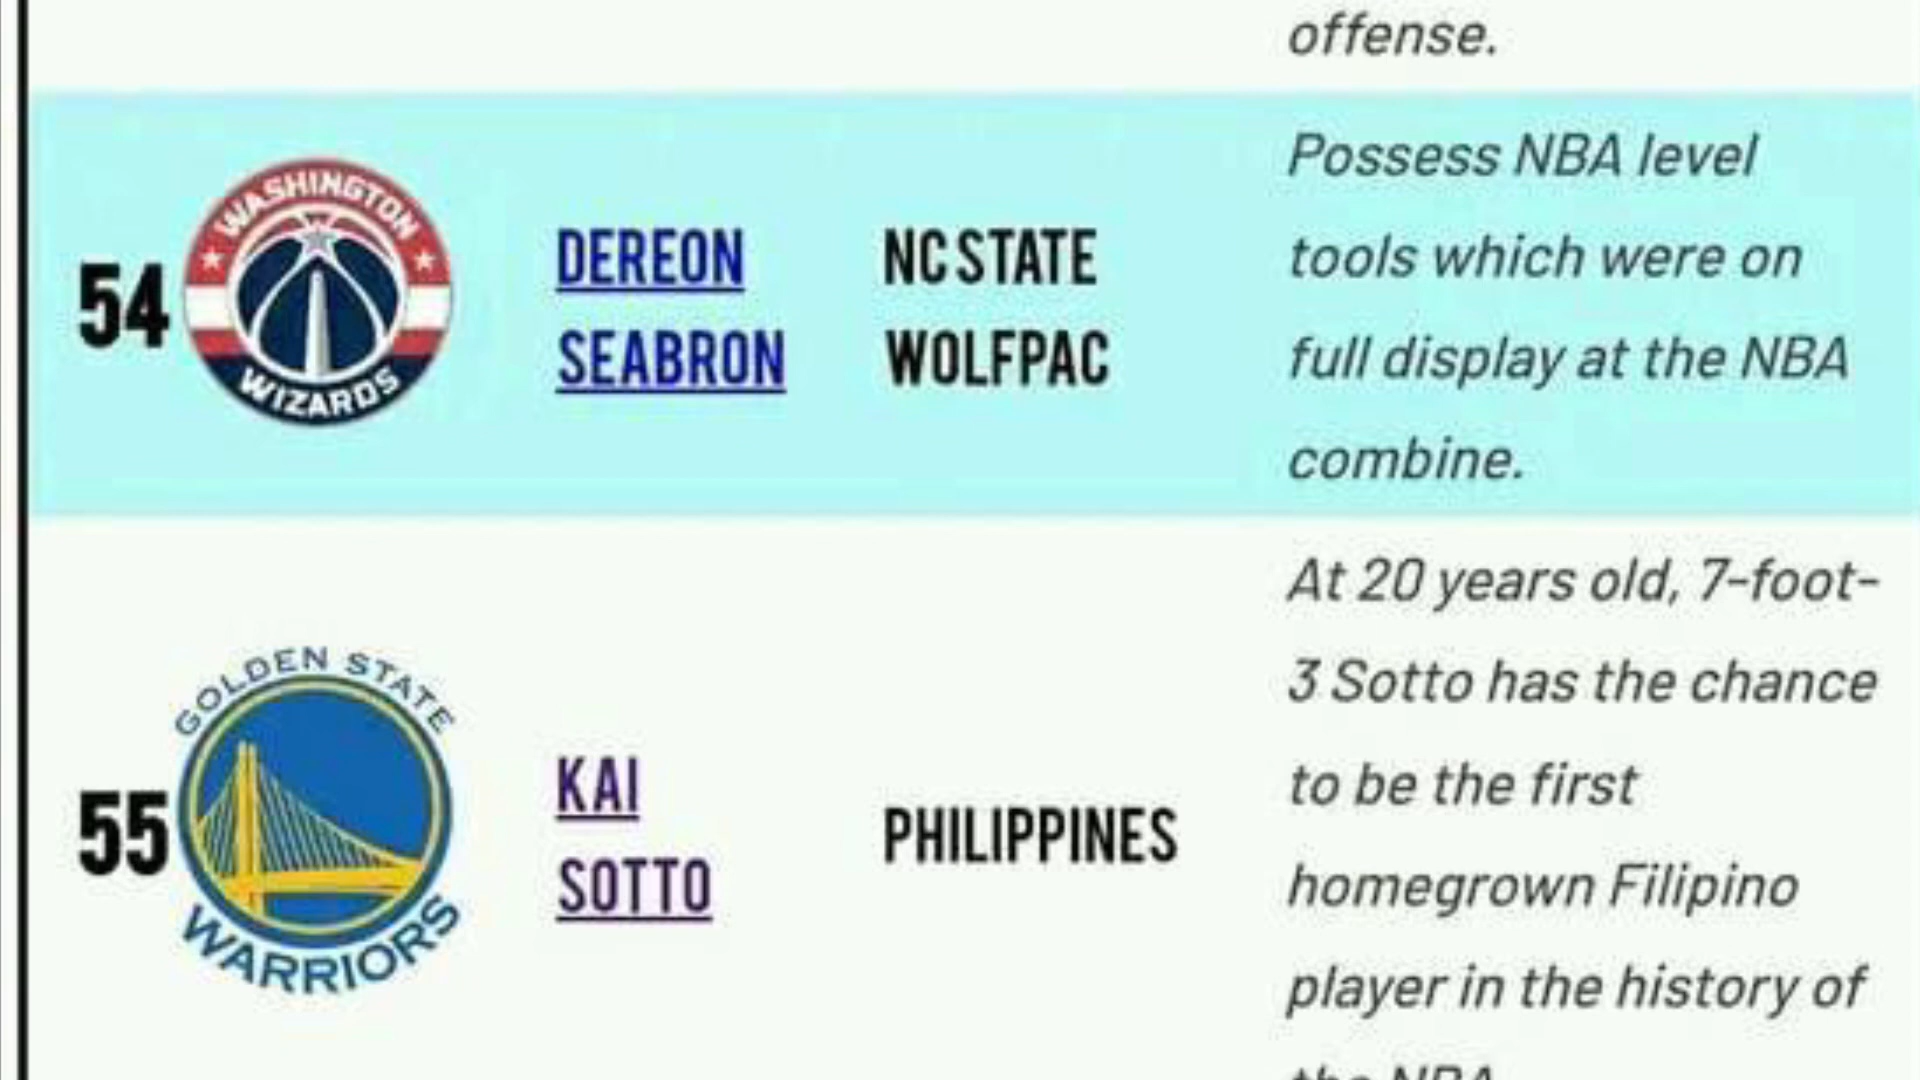 offense.
54
WASHINGTON
WIZARDS
DEREON
SEABRON
NC STATE
WOLFPAC
Possess NBA level
tools which were on
full display at the NBA
combine.
55
GOLDEN STATE
WARRIORS
KAI
SOTTO
PHILIPPINES
At 20 years old, 7-foot-
3 Sotto has the chance
to be the first
homegrown Filipino
player in the history of
the NBA